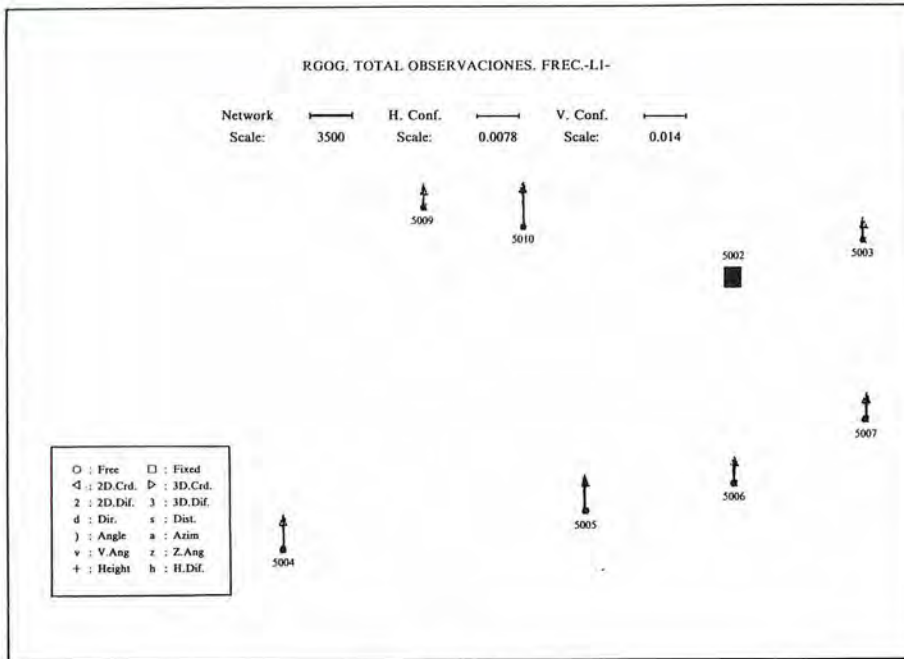 RGOG. TOTAL OBSERVACIONES. FREC.-L1-
Network H. Conf. V. Conf.
Scale: 3500 Scale: 0.0078 Scale: 0.014
5009
5010
5002
5003
5007
5006
5005
5004
O : Free □ : Fixed
◁ : 2D.Crd. ▷ : 3D.Crd.
2 : 2D.Dif. 3 : 3D.Dif.
d : Dir. s : Dist.
) : Angle a : Azim
v : V.Ang z : Z.Ang
+ : Height h : H.Dif.